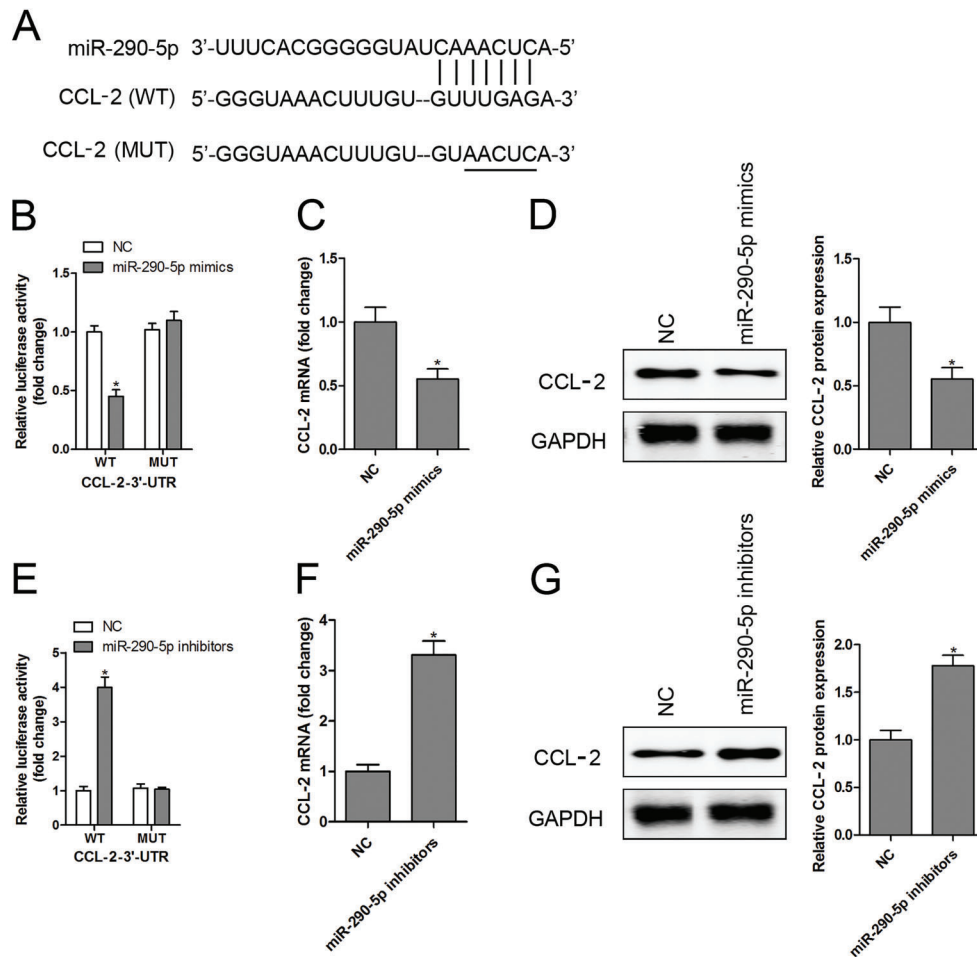 A
miR-290-5p 3'-UUUCACGGGGGUAUCAAACUCA-5'
CCL-2 (WT) 5'-GGGUAAACUUUGU--GUUUGAGA-3'
CCL-2 (MUT) 5'-GGGUAAACUUUGU--GUAACUCA-3'
B
NC
miR-290-5p mimics
Relative luciferase activity
(fold change)
1.5
1.0
0.5
0.0
WT MUT
*
CCL-2-3'-UTR
C
CCL-2 mRNA (fold change)
1.5
1.0
0.5
0.0
*
NC
miR-290-5p mimics
D
NC
miR-290-5p mimics
CCL-2
GAPDH
Relative CCL-2 protein expression
1.5
1.0
0.5
0.0
*
NC
miR-290-5p mimics
E
NC
miR-290-5p inhibitors
Relative luciferase activity
(fold change)
5
4
3
2
1
0
*
WT MUT
CCL-2-3'-UTR
F
CCL-2 mRNA (fold change)
4
3
2
1
0
*
NC
miR-290-5p inhibitors
G
NC
miR-290-5p inhibitors
CCL-2
GAPDH
Relative CCL-2 protein expression
2.0
1.5
1.0
0.5
0.0
*
NC
miR-290-5p inhibitors